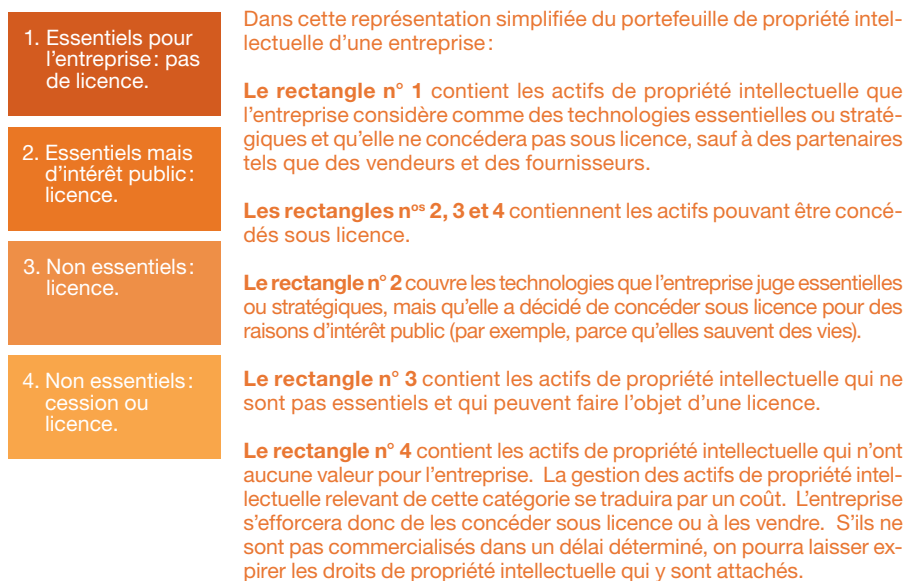 1. Essentiels pour
l'entreprise : pas
de licence.
2. Essentiels mais
d'intérêt public :
licence.
3. Non essentiels :
licence.
4. Non essentiels :
cession ou
licence.
Dans cette représentation simplifiée du portefeuille de propriété intel-
lectuelle d'une entreprise :
Le rectangle n° 1 contient les actifs de propriété intellectuelle que
l'entreprise considère comme des technologies essentielles ou straté-
giques et qu'elle ne concédera pas sous licence, sauf à des partenaires
tels que des vendeurs et des fournisseurs.
Les rectangles nos 2, 3 et 4 contiennent les actifs pouvant être concé-
dés sous licence.
Le rectangle n° 2 couvre les technologies que l'entreprise juge essentielles
ou stratégiques, mais qu'elle a décidé de concéder sous licence pour des
raisons d'intérêt public (par exemple, parce qu'elles sauvent des vies).
Le rectangle n° 3 contient les actifs de propriété intellectuelle qui ne
sont pas essentiels et qui peuvent faire l'objet d'une licence.
Le rectangle n° 4 contient les actifs de propriété intellectuelle qui n'ont
aucune valeur pour l'entreprise. La gestion des actifs de propriété intel-
lectuelle relevant de cette catégorie se traduira par un coût. L'entreprise
s'efforcera donc de les concéder sous licence ou à les vendre. S'ils ne
sont pas commercialisés dans un délai déterminé, on pourra laisser ex-
pirer les droits de propriété intellectuelle qui y sont attachés.